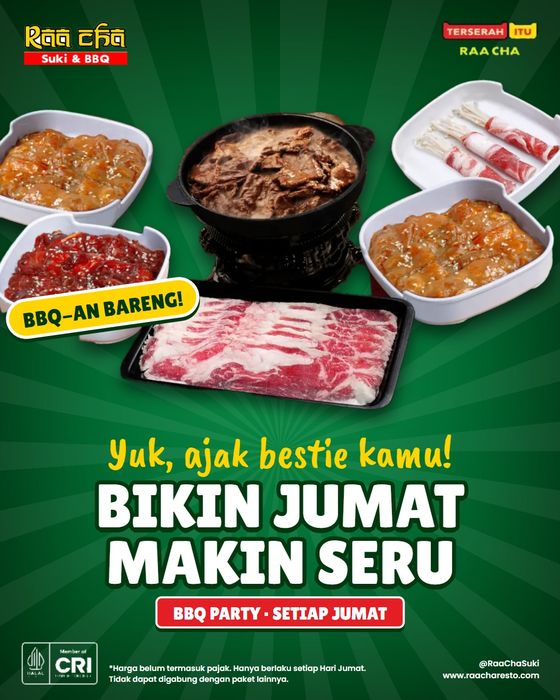 Raa cha
Suki & BBQ
TERSERAH ITU
RAA CHA
BBQ-AN BARENG!
Yuk, ajak bestie kamu!
BIKIN JUMAT
MAKIN SERU
BBQ PARTY • SETIAP JUMAT
HALAL
Member of
CRI
*Harga belum termasuk pajak. Hanya berlaku setiap Hari Jumat.
Tidak dapat digabung dengan paket lainnya.
@RaaChaSuki
www.raacharesto.com